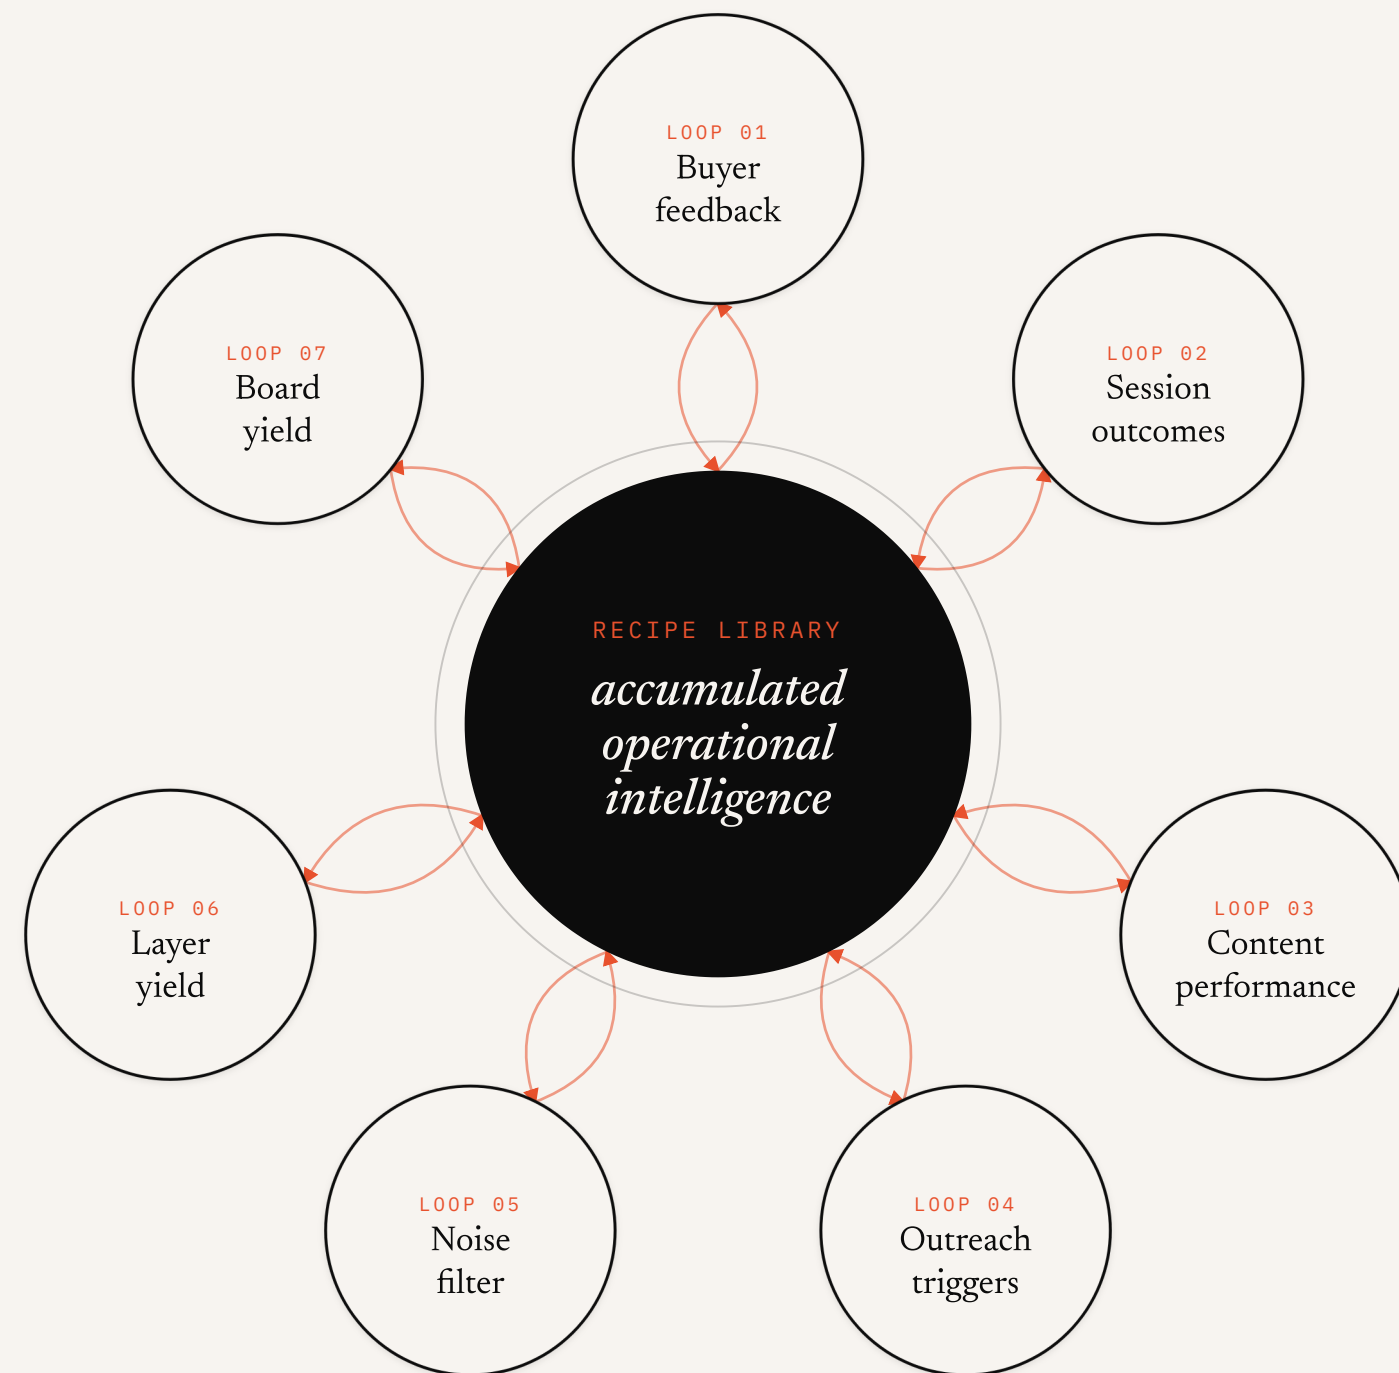 LOOP 01
Buyer
feedback
LOOP 07
Board
yield
LOOP 02
Session
outcomes
RECIPE LIBRARY
accumulated
operational
intelligence
LOOP 06
Layer
yield
LOOP 03
Content
performance
LOOP 05
Noise
filter
LOOP 04
Outreach
triggers